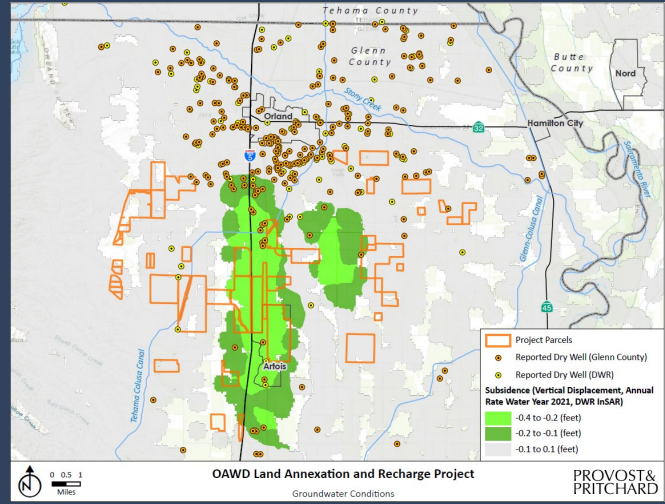 Tehama County
Glenn
County
Butte
County
Nord
Stony Creek
Orland
32
Hamilton City
5
Sacramento River
Glenn-Colusa Canal
45
Tehama Colusa Canal
Artois
Project Parcels
Reported Dry Well (Glenn County)
Reported Dry Well (DWR)
Subsidence (Vertical Displacement, Annual
Rate Water Year 2021, DWR InSAR)
-0.4 to -0.2 (feet)
-0.2 to -0.1 (feet)
-0.1 to 0.1 (feet)
N
0 0.5 1
Miles
OAWD Land Annexation and Recharge Project
Groundwater Conditions
PROVOST&
PRITCHARD